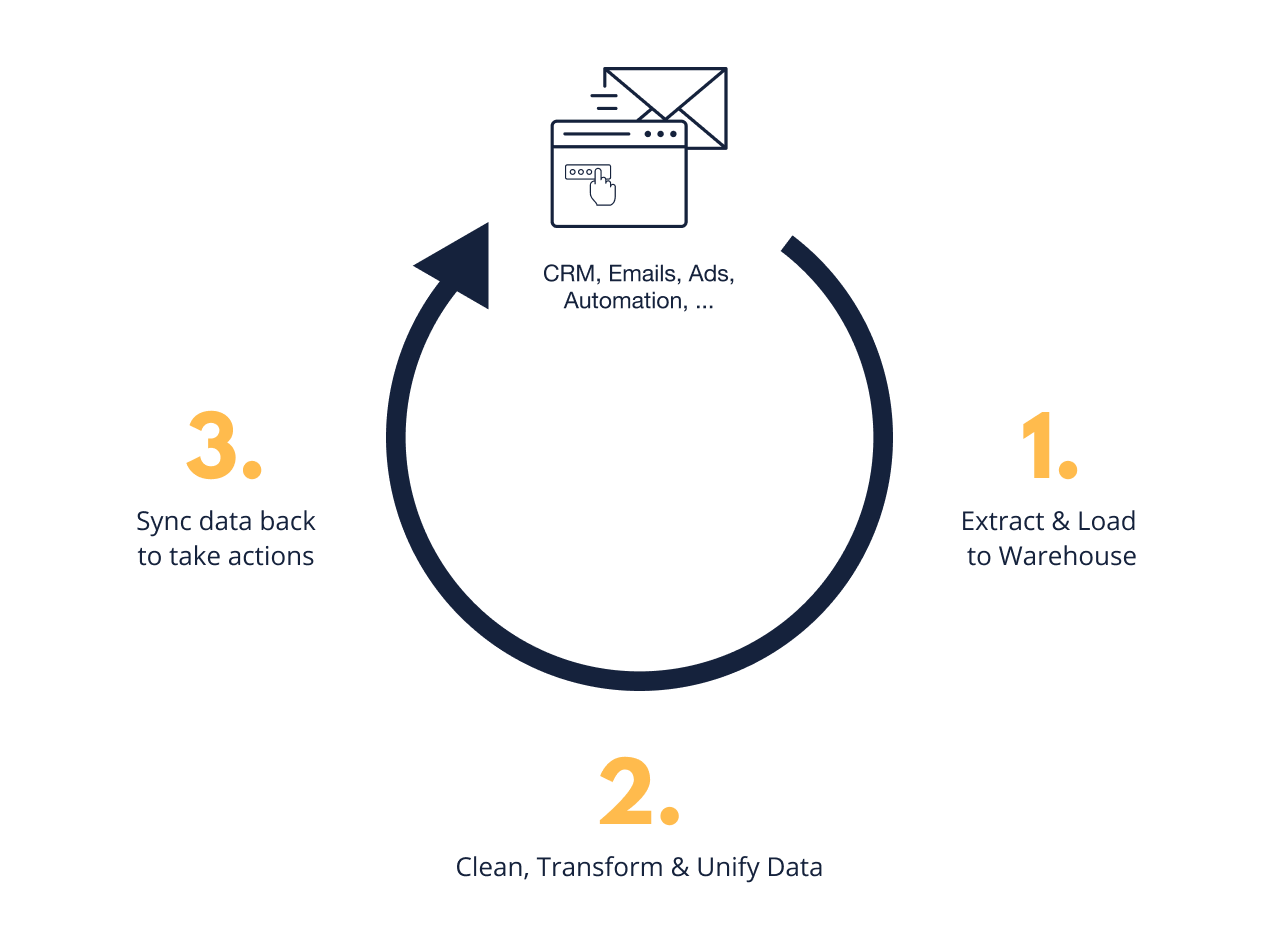 CRM, Emails, Ads,
Automation, ...
1.
Extract & Load
to Warehouse
2.
Clean, Transform & Unify Data
3.
Sync data back
to take actions